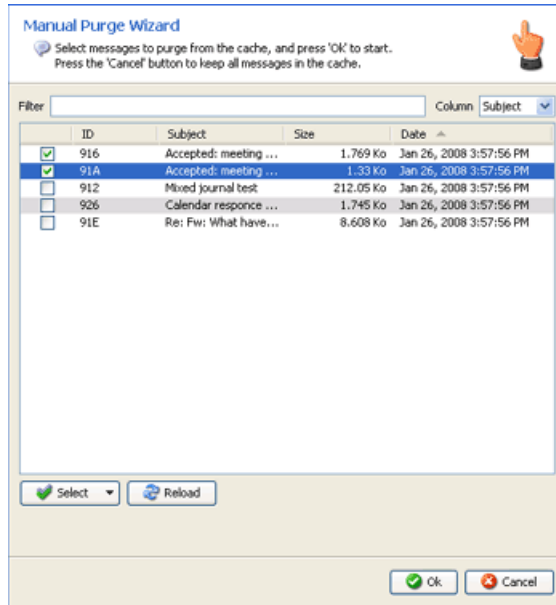 Manual Purge Wizard
Select messages to purge from the cache, and press 'Ok' to start.
Press the 'Cancel' button to keep all messages in the cache.
Filter Column Subject
ID Subject Size Date
916 Accepted: meeting ... 1.769 Ko Jan 26, 2008 3:57:56 PM
91A Accepted: meeting ... 1.33 Ko Jan 26, 2008 3:57:56 PM
912 Mixed journal test 212.05 Ko Jan 26, 2008 3:57:56 PM
926 Calendar responce ... 1.745 Ko Jan 26, 2008 3:57:56 PM
91E Re: Fw: What have... 8.608 Ko Jan 26, 2008 3:57:56 PM
Select Reload
Ok Cancel